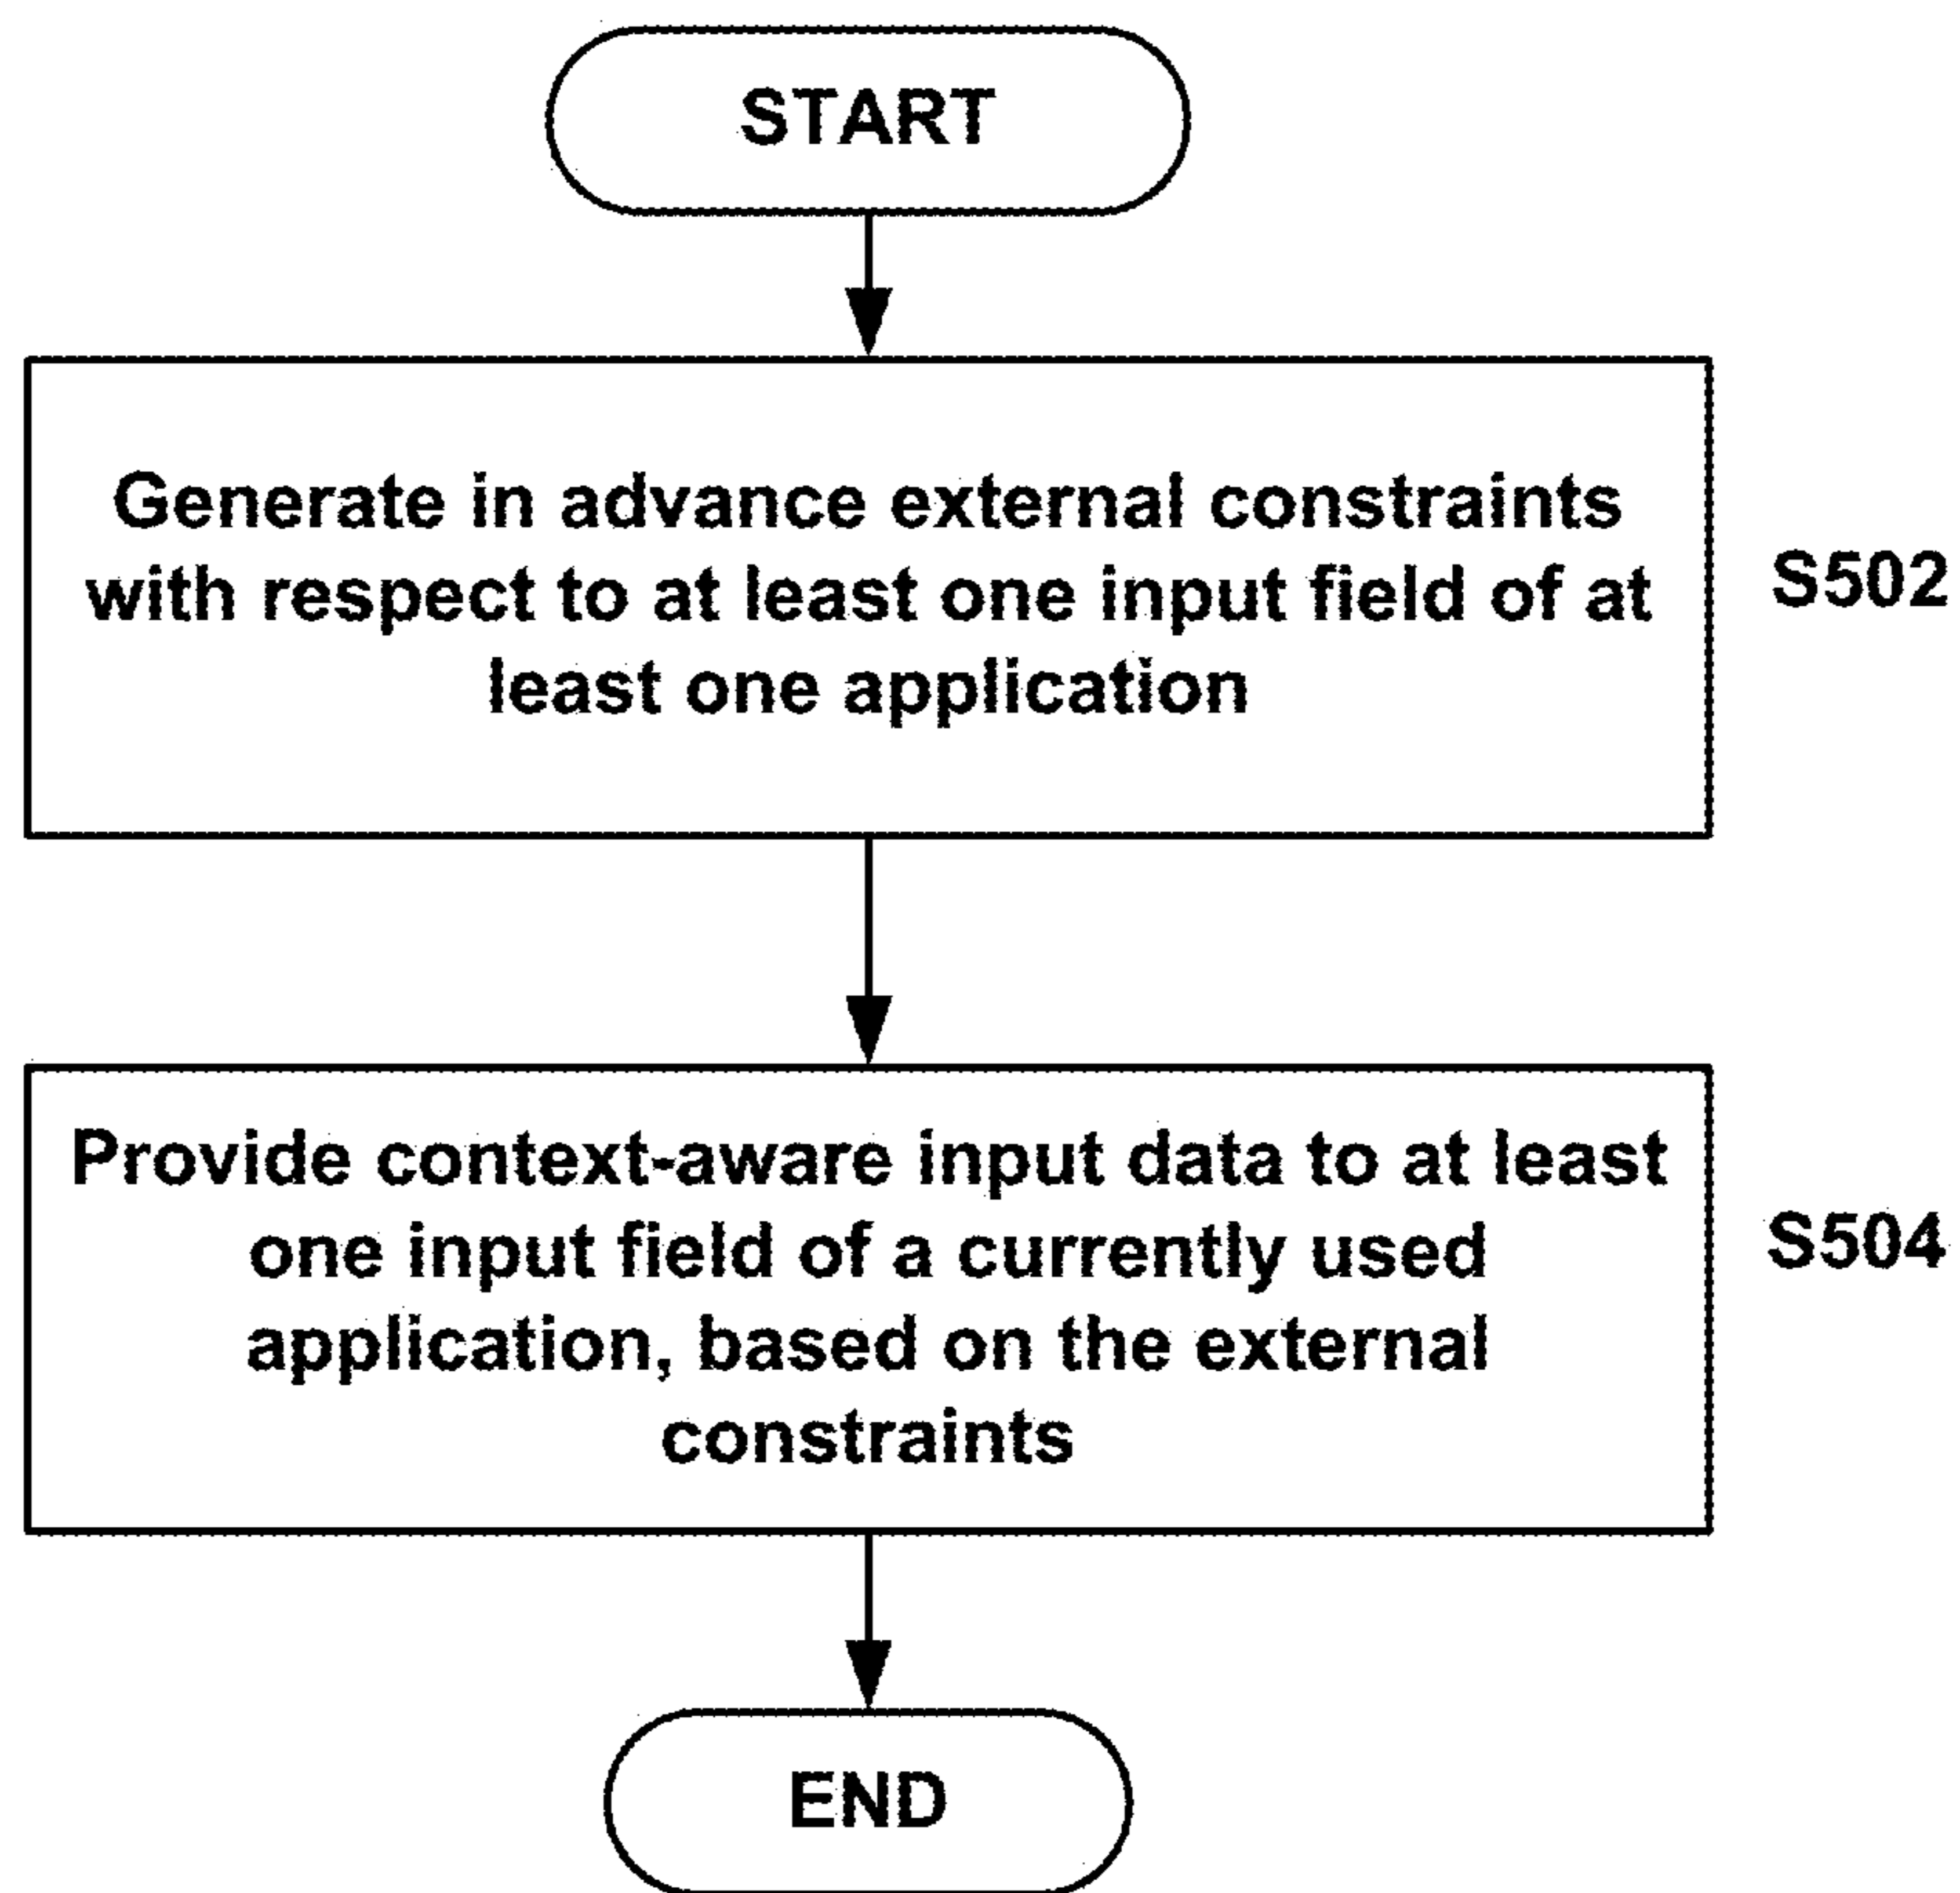 START
Generate in advance external constraints
with respect to at least one input field of at
least one application
S502
Provide context-aware input data to at least
one input field of a currently used
application, based on the external
constraints
S504
END